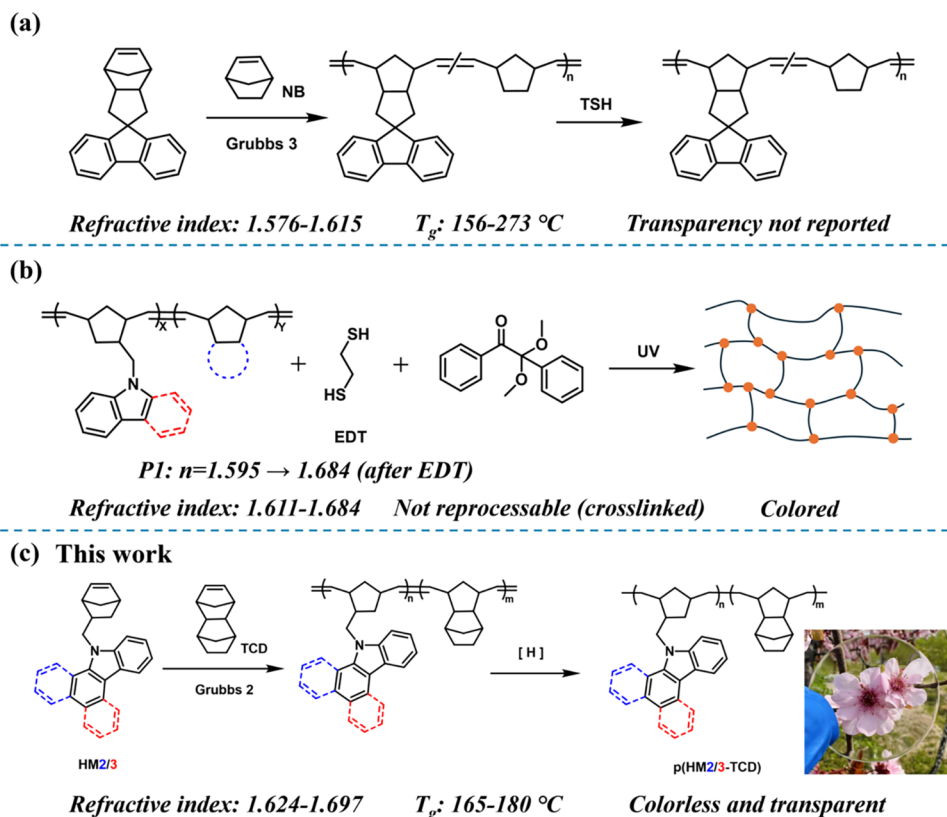 (a)
NB
Grubbs 3
n
TSH
n
Refractive index: 1.576-1.615 Tg: 156-273 °C Transparency not reported
(b)
X
Y
N
SH
HS
EDT
O
O
O
UV
P1: n=1.595 → 1.684 (after EDT)
Refractive index: 1.611-1.684 Not reprocessable (crosslinked) Colored
(c) This work
N
HM2/3
TCD
Grubbs 2
n
m
N
[ H ]
n
m
N
p(HM2/3-TCD)
Refractive index: 1.624-1.697 Tg: 165-180 °C Colorless and transparent